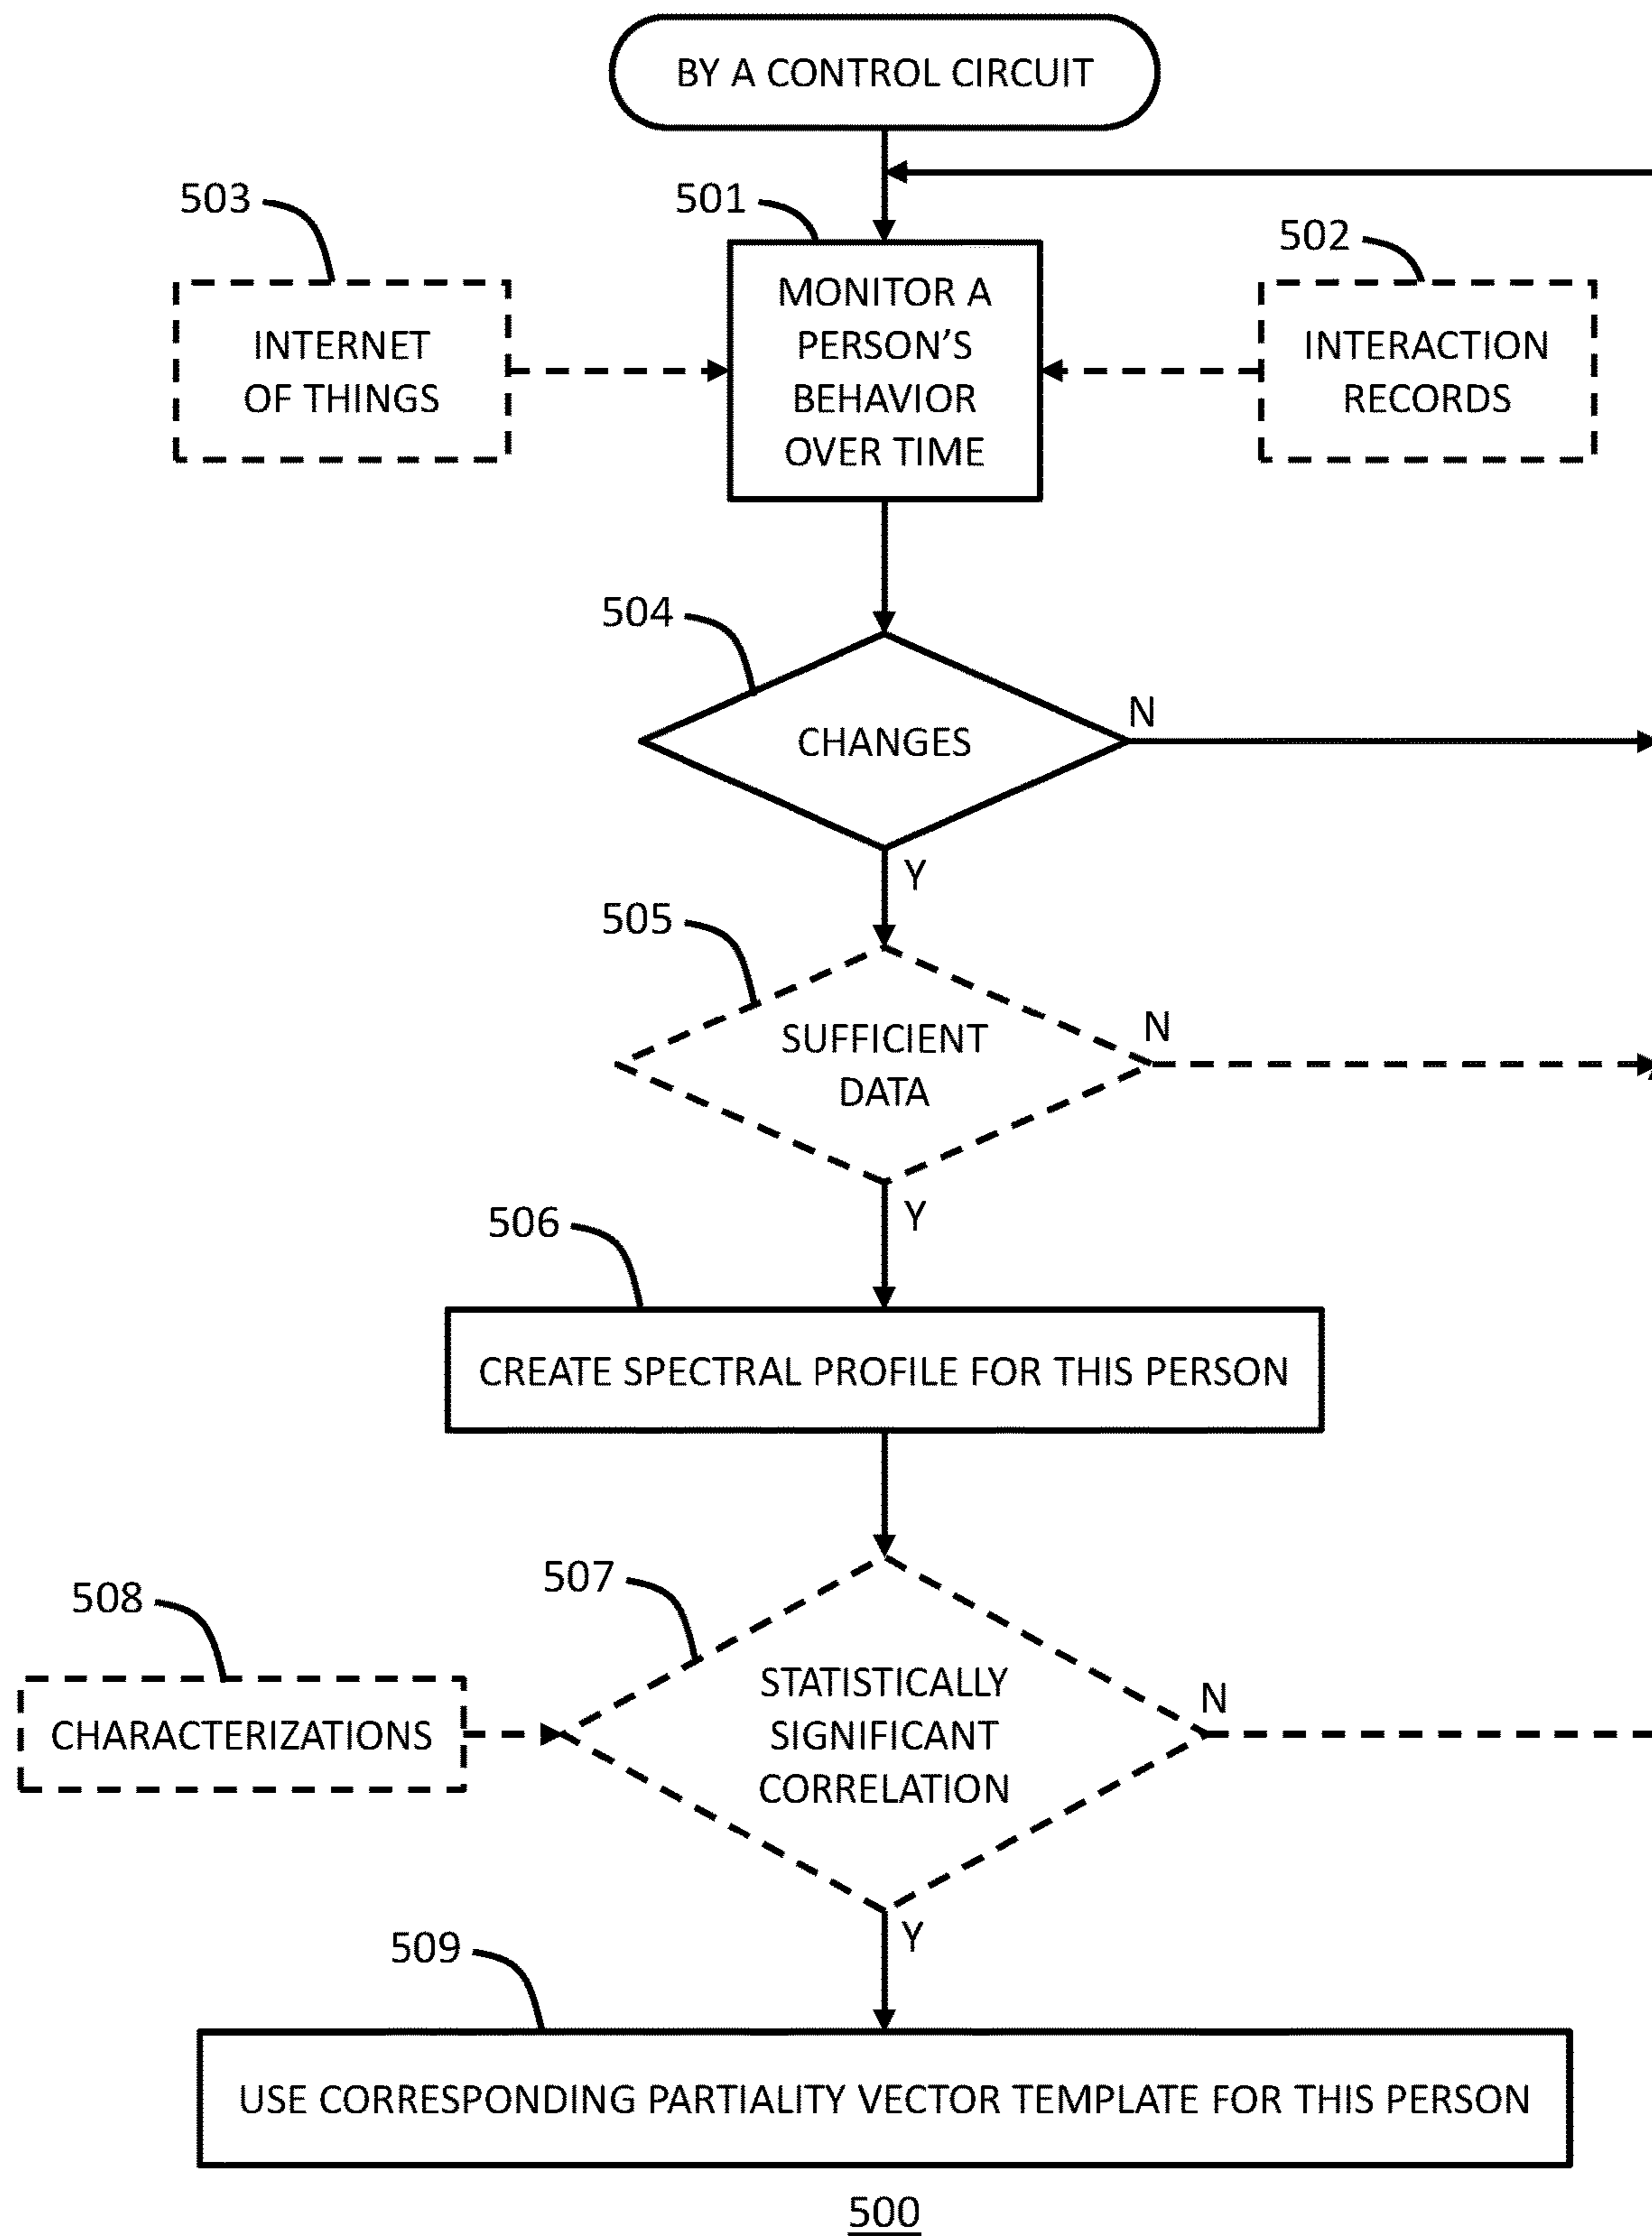 BY A CONTROL CIRCUIT
503
501
502
INTERNET
OF THINGS
MONITOR A
PERSON'S
BEHAVIOR
OVER TIME
INTERACTION
RECORDS
504
CHANGES
N
Y
505
SUFFICIENT
DATA
N
Y
506
CREATE SPECTRAL PROFILE FOR THIS PERSON
507
508
CHARACTERIZATIONS
STATISTICALLY
SIGNIFICANT
CORRELATION
N
Y
509
USE CORRESPONDING PARTIALITY VECTOR TEMPLATE FOR THIS PERSON
500